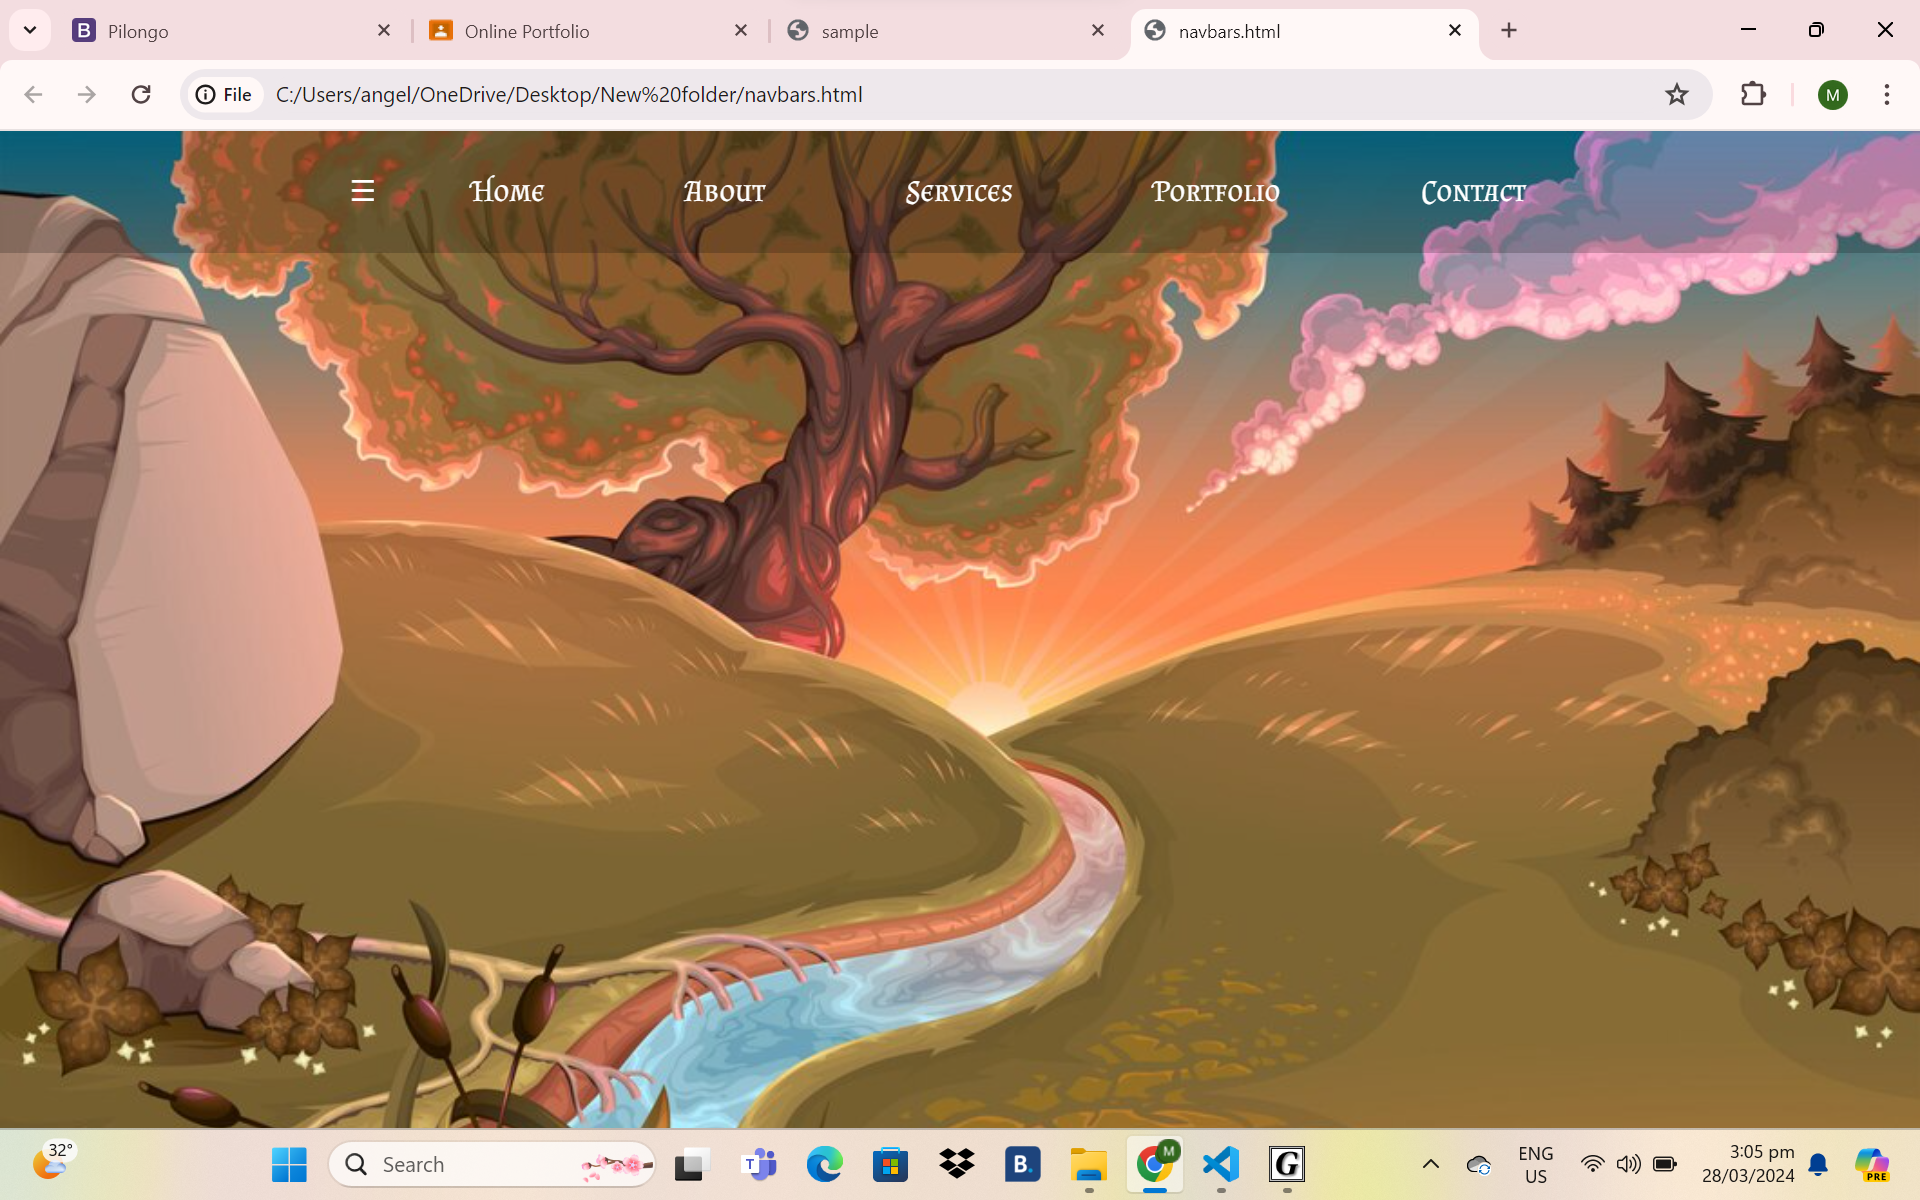 Pilongo
Online Portfolio
sample
navbars.html
File
C:/Users/angel/OneDrive/Desktop/New%20folder/navbars.html
M
☰ Home About Services Portfolio Contact
32°
Search
T
B.
M
G
ENG
US
3:05 pm
28/03/2024
PRE